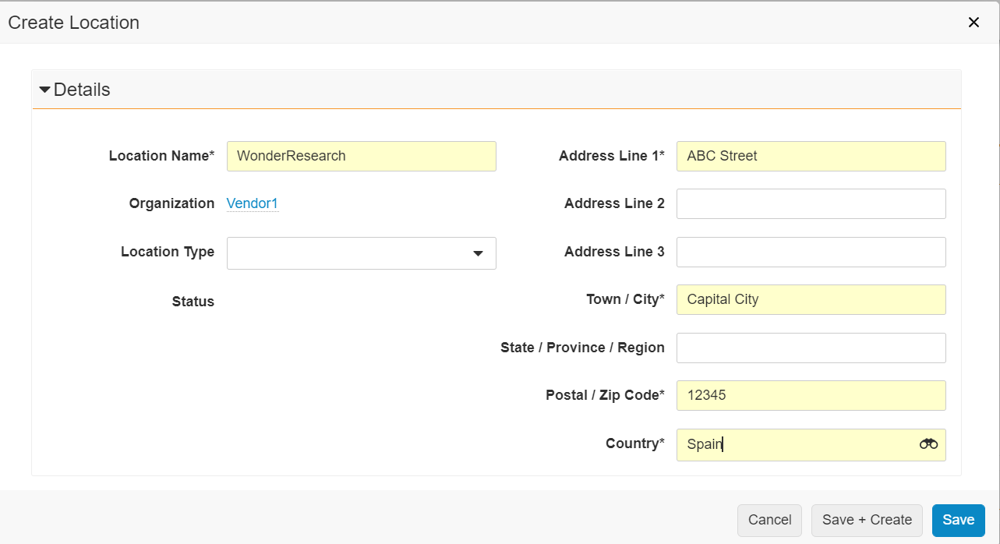 Create Location
Details
Location Name* WonderResearch
Organization Vendor1
Location Type
Status
Address Line 1* ABC Street
Address Line 2
Address Line 3
Town / City* Capital City
State / Province / Region
Postal / Zip Code* 12345
Country* Spain
Cancel Save + Create Save